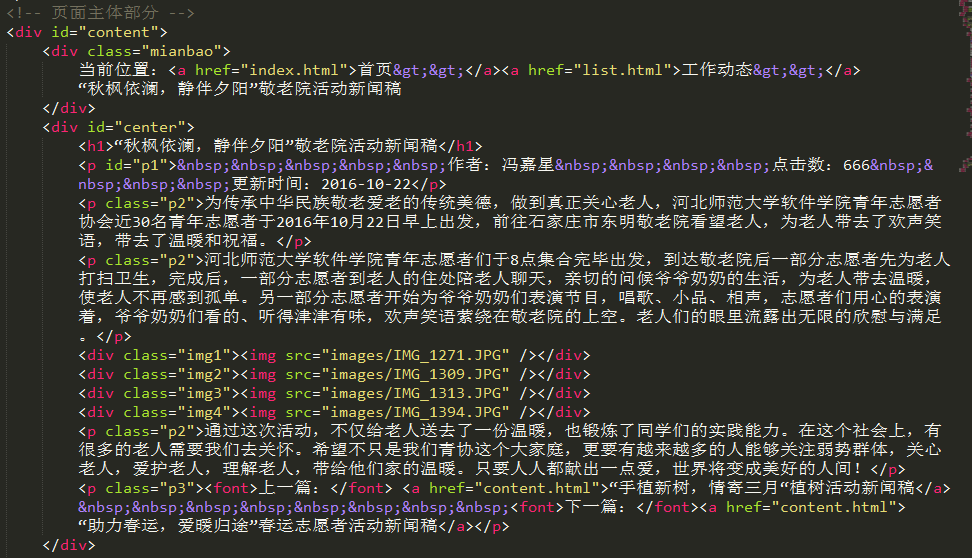 <!-- 页面主体部分 -->
<div id="content">
<div class="mianbao">
当前位置：<a href="index.html">首页&gt;&gt;</a><a href="list.html">工作动态&gt;&gt;</a>
“秋枫依澜，静伴夕阳”敬老院活动新闻稿
</div>
<div id="center">
<h1>“秋枫依澜，静伴夕阳”敬老院活动新闻稿</h1>
<p id="p1">&nbsp;&nbsp;&nbsp;&nbsp;&nbsp;作者：冯嘉星&nbsp;&nbsp;&nbsp;&nbsp;点击数：666&nbsp;&
nbsp;&nbsp;&nbsp;更新时间：2016-10-22</p>
<p class="p2">为传承中华民族敬老爱老的传统美德，做到真正关心老人，河北师范大学软件学院青年志愿者
协会近30名青年志愿者于2016年10月22日早上出发，前往石家庄市东明敬老院看望老人，为老人带去了欢声笑
语，带去了温暖和祝福。</p>
<p class="p2">河北师范大学软件学院青年志愿者们于8点集合完毕出发，到达敬老院后一部分志愿者先为老人
打扫卫生，完成后，一部分志愿者到老人的住处陪老人聊天，亲切的问候爷爷奶奶的生活，为老人带去温暖，
使老人不再感到孤单。另一部分志愿者开始为爷爷奶奶们表演节目，唱歌、小品、相声，志愿者们用心的表演
着，爷爷奶奶们看的、听得津津有味，欢声笑语萦绕在敬老院的上空。老人们的眼里流露出无限的欣慰与满足
。</p>
<div class="img1"><img src="images/IMG_1271.JPG" /></div>
<div class="img2"><img src="images/IMG_1309.JPG" /></div>
<div class="img3"><img src="images/IMG_1313.JPG" /></div>
<div class="img4"><img src="images/IMG_1394.JPG" /></div>
<p class="p2">通过这次活动，不仅给老人送去了一份温暖，也锻炼了同学们的实践能力。在这个社会上，有
很多的老人需要我们去关怀。希望不只是我们青协这个大家庭，更要有越来越多的人能够关注弱势群体，关心
老人，爱护老人，理解老人，带给他们家的温暖。只要人人都献出一点爱，世界将变成美好的人间！</p>
<p class="p3"><font>上一篇：</font> <a href="content.html">“手植新树，情寄三月“植树活动新闻稿</a>
&nbsp;&nbsp;&nbsp;&nbsp;&nbsp;&nbsp;&nbsp;&nbsp;<font>下一篇：</font><a href="content.html">
“助力春运，爱暖归途”春运志愿者活动新闻稿</a></p>
</div>